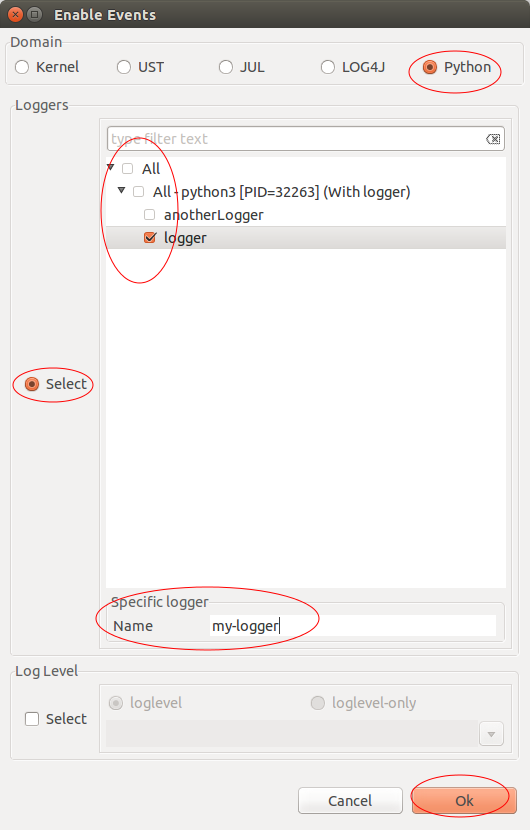 Enable Events
Domain
Kernel UST JUL LOG4J Python
Loggers
type filter text
All
All - python3 [PID=32263] (With logger)
anotherLogger
logger
Select
Specific logger
Name my-logger
Log Level
Select loglevel loglevel-only
Cancel Ok